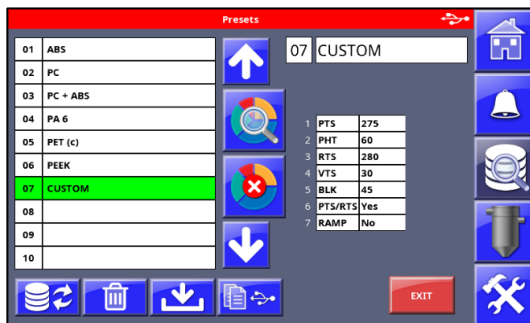 Presets
01 ABS
02 PC
03 PC + ABS
04 PA 6
05 PET (c)
06 PEEK
07 CUSTOM
08
09
10
07 CUSTOM
1 PTS 275
2 PHT 60
3 RTS 280
4 VTS 30
5 BLK 45
6 PTS/RTS Yes
7 RAMP No
EXIT